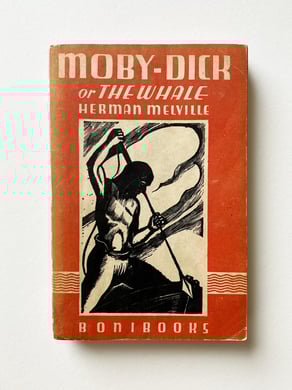 MOBY-DICK
or THE WHALE
HERMAN MELVILLE
BONIBOOKS